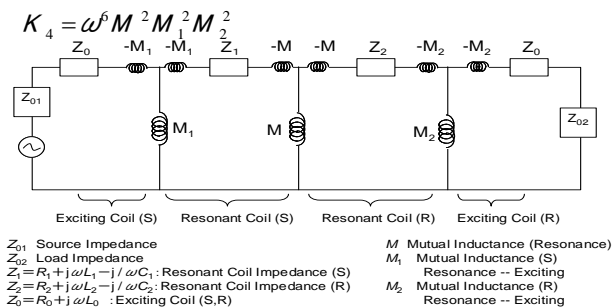 K₄ = ω⁶M²M₁²M₂²
Z₀ -M₁ -M₁ Z₁ -M -M Z₂ -M₂ -M₂ Z₀
Z₀₁ M₁ M M₂ Z₀₂
Exciting Coil (S) Resonant Coil (S) Resonant Coil (R) Exciting Coil (R)
Z₀₁ Source Impedance
Z₀₂ Load Impedance
Z₁=R₁+jωL₁-j/ωC₁: Resonant Coil Impedance (S)
Z₂=R₂+jωL₂-j/ωC₂: Resonant Coil Impedance (R)
Z₀=R₀+jωL₀ : Exciting Coil (S,R)
M Mutual Inductance (Resonance)
M₁ Mutual Inductance (S)
Resonance -- Exciting
M₂ Mutual Inductance (R)
Resonance -- Exciting